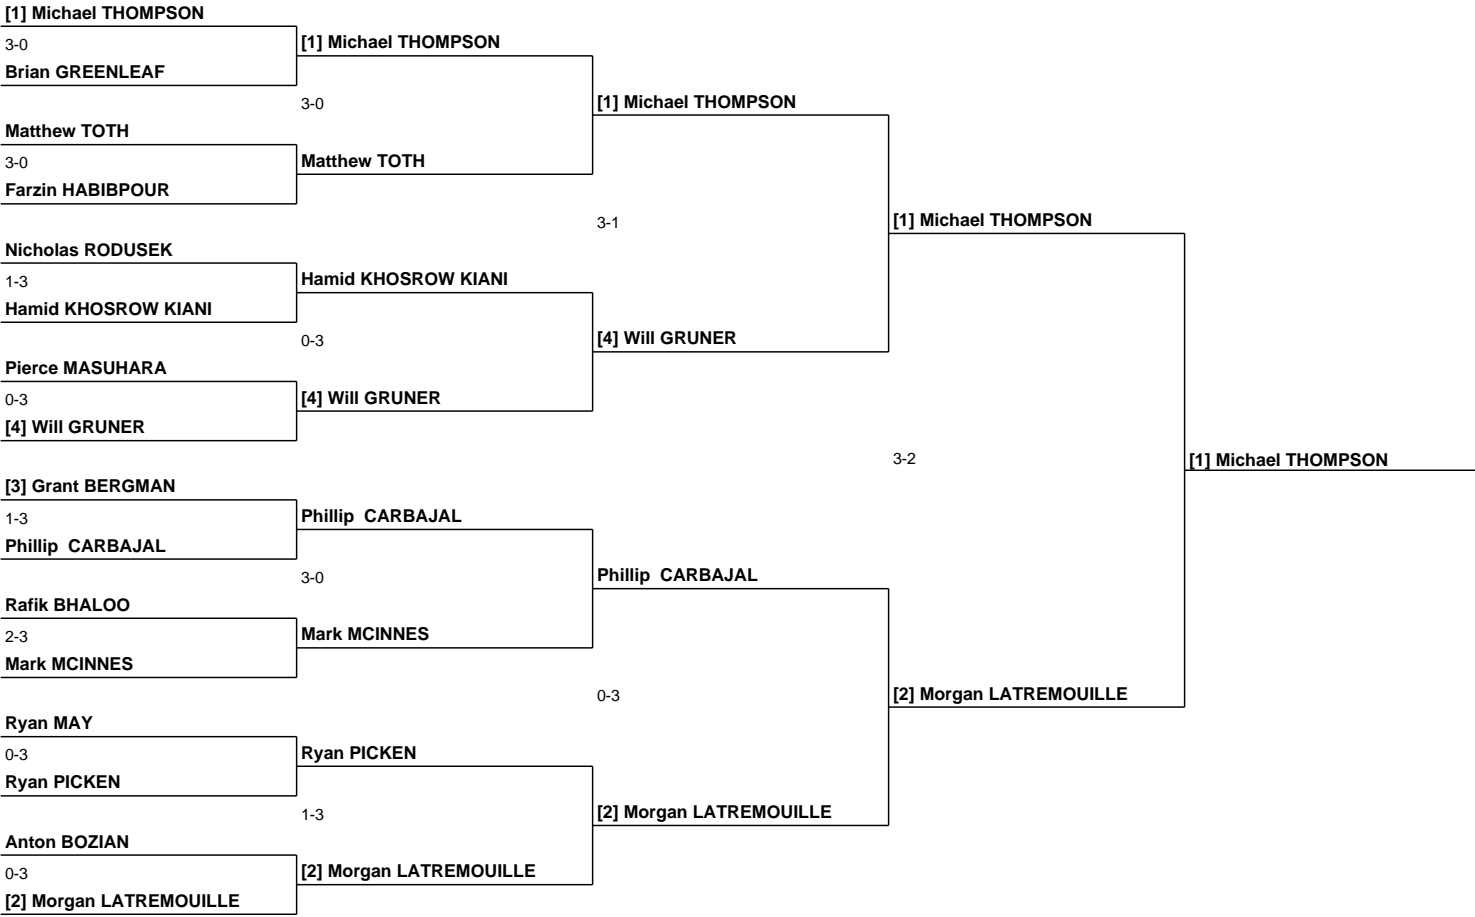 [1] Michael THOMPSON
3-0
Brian GREENLEAF
Matthew TOTH
3-0
Farzin HABIBPOUR
Nicholas RODUSEK
1-3
Hamid KHOSROW KIANI
Pierce MASUHARA
0-3
[4] Will GRUNER
[3] Grant BERGMAN
1-3
Phillip  CARBAJAL
Rafik BHALOO
2-3
Mark MCINNES
Ryan MAY
0-3
Ryan PICKEN
Anton BOZIAN
0-3
[2] Morgan LATREMOUILLE
[1] Michael THOMPSON
3-0
Matthew TOTH
Hamid KHOSROW KIANI
0-3
[4] Will GRUNER
Phillip  CARBAJAL
3-0
Mark MCINNES
Ryan PICKEN
1-3
[2] Morgan LATREMOUILLE
[1] Michael THOMPSON
3-1
[4] Will GRUNER
Phillip  CARBAJAL
0-3
[2] Morgan LATREMOUILLE
[1] Michael THOMPSON
3-2
[2] Morgan LATREMOUILLE
[1] Michael THOMPSON